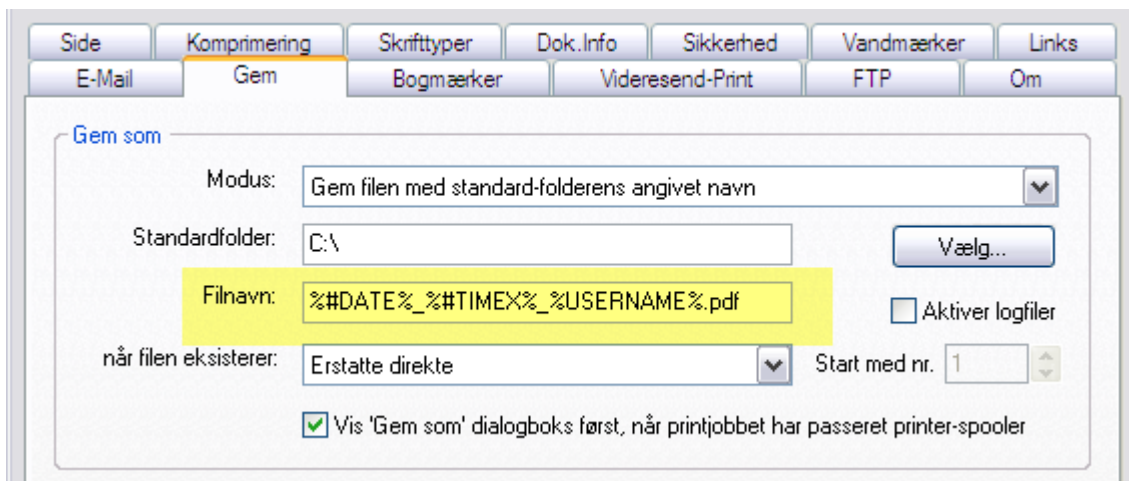 Side Komprimering Skrifttyper Dok.Info Sikkerhed Vandmærker Links
E-Mail Gem Bogmærker Videresend-Print FTP Om
Gem som
Modus: Gem filen med standard-folderens angivet navn
Standardfolder: C:\ Vælg...
Filnavn: %#DATE%_%#TIMEX%_%USERNAME%.pdf Aktiver logfiler
når filen eksisterer: Erstatte direkte Start med nr. 1
Vis 'Gem som' dialogboks først, når printjobbet har passeret printer-spooler